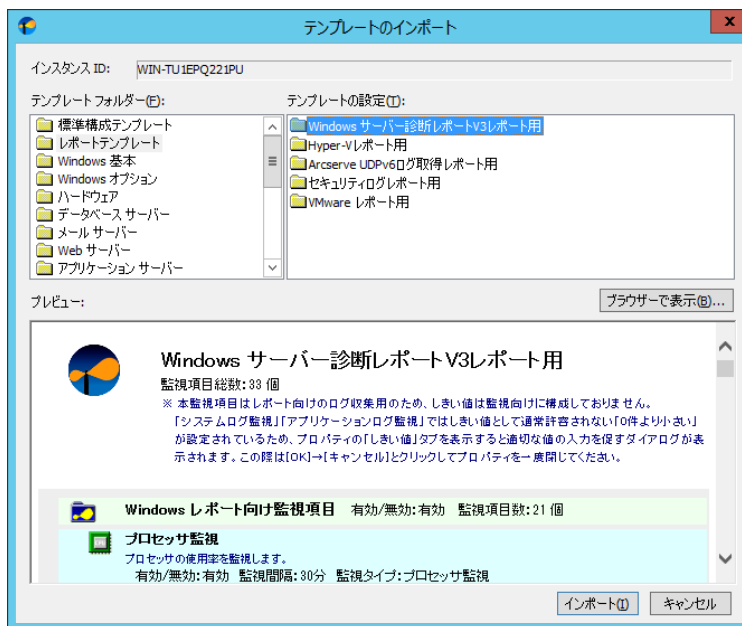 テンプレートのインポート
x
インスタンス ID: WIN-TU1EPQ221PU
テンプレート フォルダー(F):
標準構成テンプレート
レポートテンプレート
Windows 基本
Windows オプション
ハードウェア
データベース サーバー
メール サーバー
Web サーバー
アプリケーション サーバー
テンプレートの設定(T):
Windows サーバー診断レポートV3レポート用
Hyper-Vレポート用
Arcserve UDPv6ログ取得レポート用
セキュリティログレポート用
VMware レポート用
プレビュー:
ブラウザーで表示(B)...
Windows サーバー診断レポートV3レポート用
監視項目総数:33 個
※ 本監視項目はレポート向けのログ収集用のため、しきい値は監視向けに構成しておりません。
「システムログ監視」「アプリケーションログ監視」ではしきい値として通常許容されない「0件より小さい」
が設定されているため、プロパティの「しきい値」タブを表示すると適切な値の入力を促すダイアログが表
示されます。この際は[OK]→[キャンセル]とクリックしてプロパティを一度閉じてください。
Windows レポート向け監視項目 有効/無効:有効 監視項目数:21 個
プロセッサ監視
プロセッサの使用率を監視します。
有効/無効:有効 監視間隔:30分 監視タイプ:プロセッサ監視
インポート(I)
キャンセル